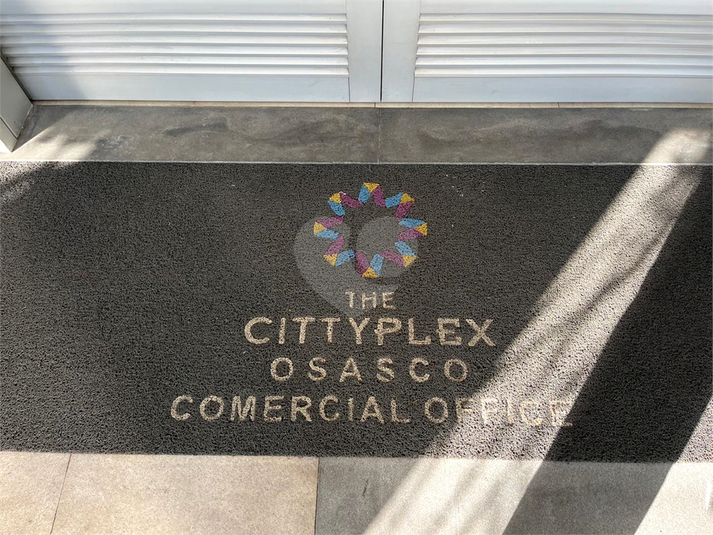 THE
CITTYPLEX
OSASCO
COMERCIAL OFFICE